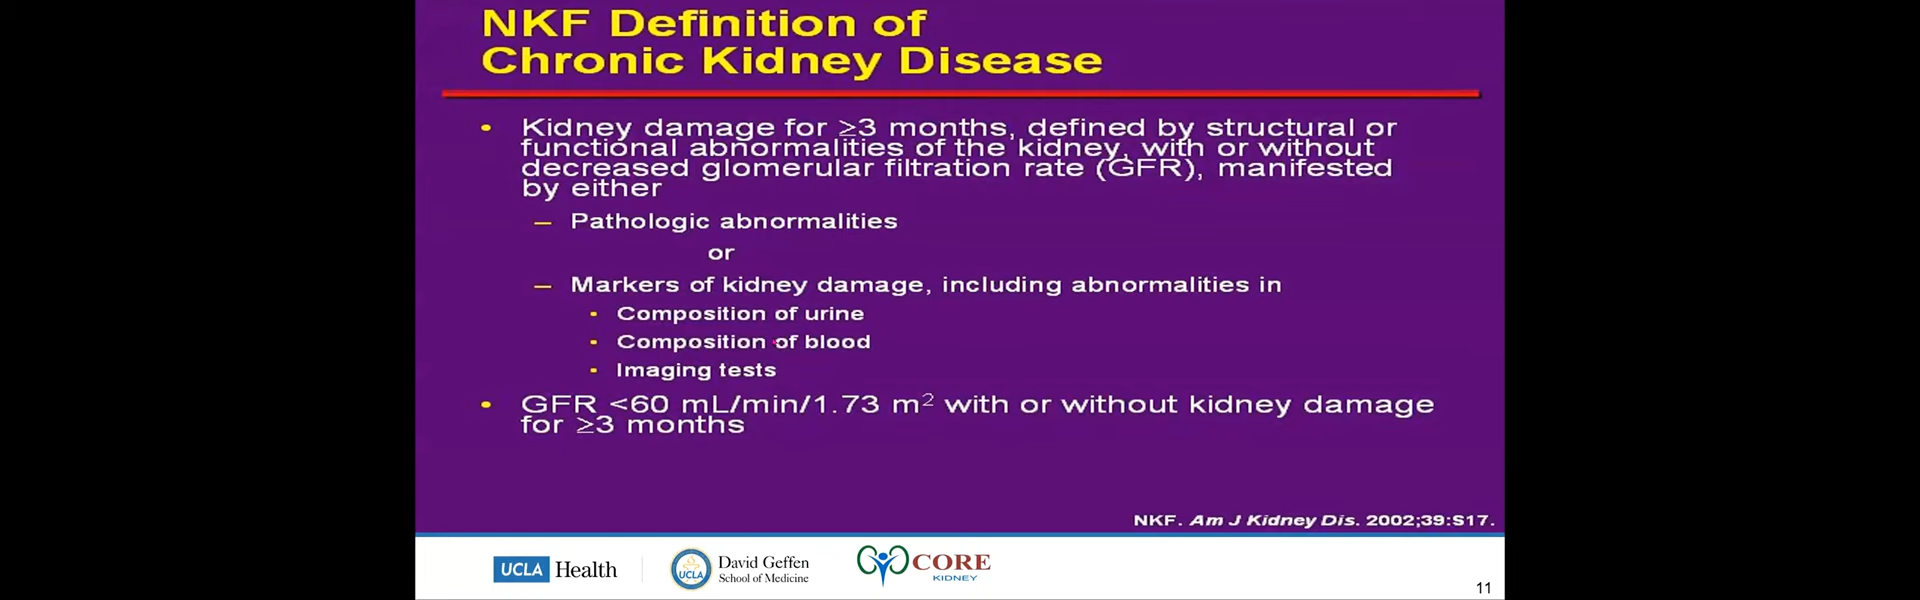 NKF Definition of
Chronic Kidney Disease
• Kidney damage for ≥3 months, defined by structural or
functional abnormalities of the kidney, with or without
decreased glomerular filtration rate (GFR), manifested
by either
– Pathologic abnormalities
or
– Markers of kidney damage, including abnormalities in
• Composition of urine
• Composition of blood
• Imaging tests
• GFR <60 mL/min/1.73 m² with or without kidney damage
for ≥3 months
NKF. Am J Kidney Dis. 2002;39:S17.
UCLA Health
UCLA
David Geffen
School of Medicine
CORE
KIDNEY
11